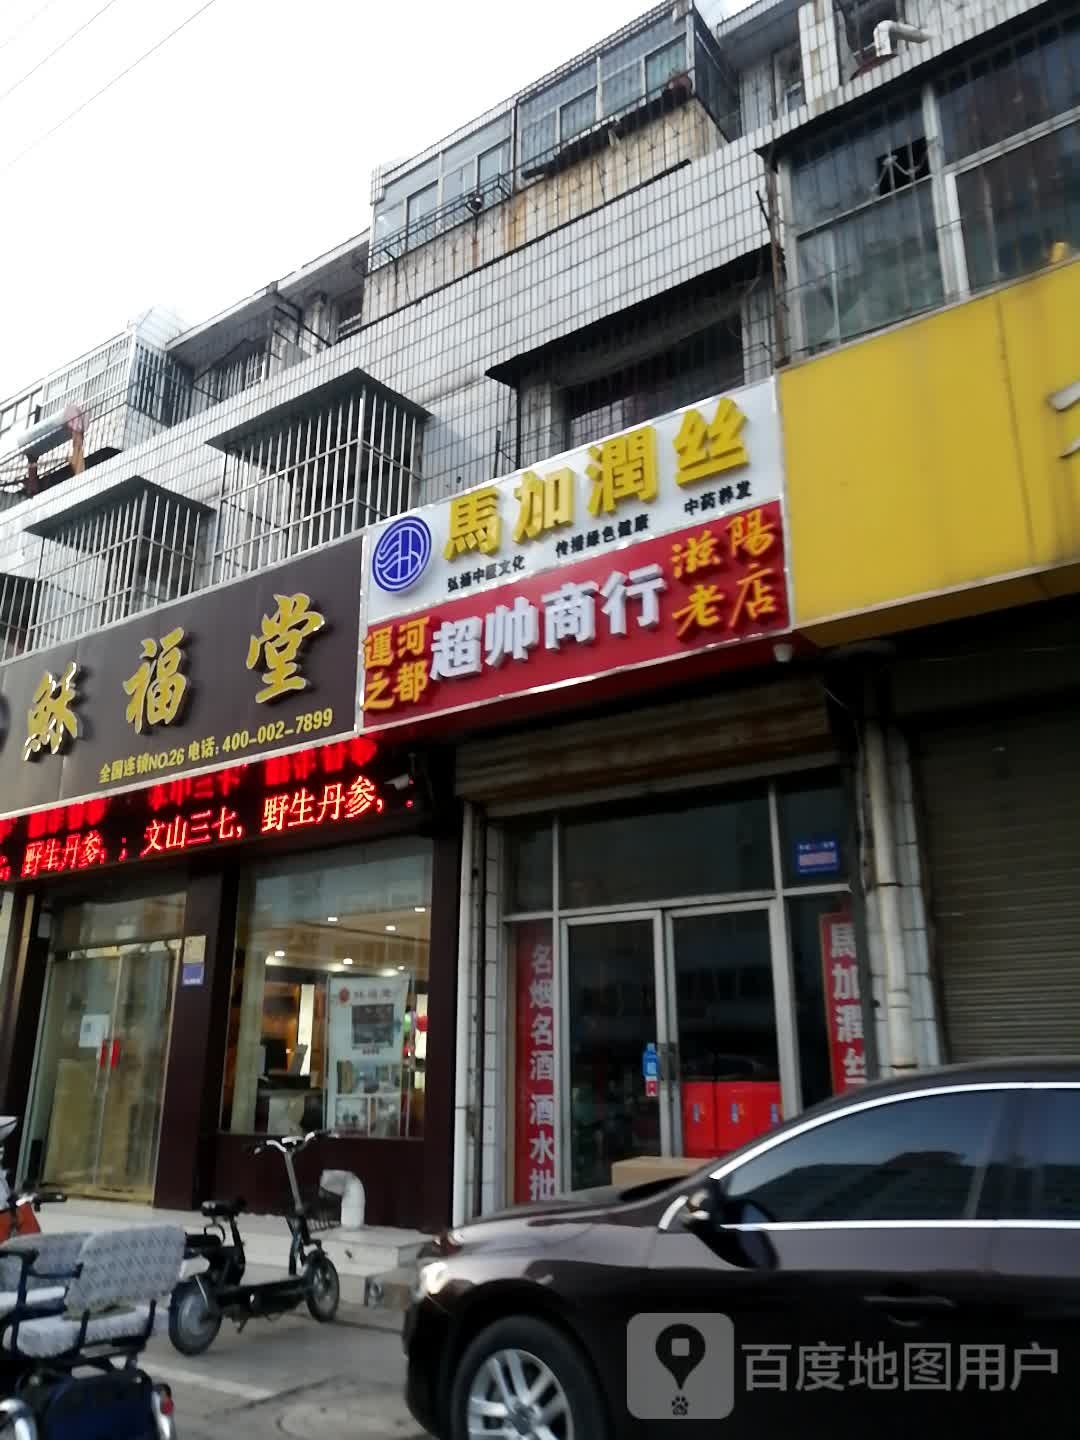 馬加潤丝
弘扬中医文化 传播绿色健康 中药养发
運河之都
超帅商行
滋陽老店
稣福堂
全国连锁NO.26 电话:400-002-7899
野生丹参,;文山三七,野生丹参,
名烟名酒酒水批
馬加潤丝
百度地图用户